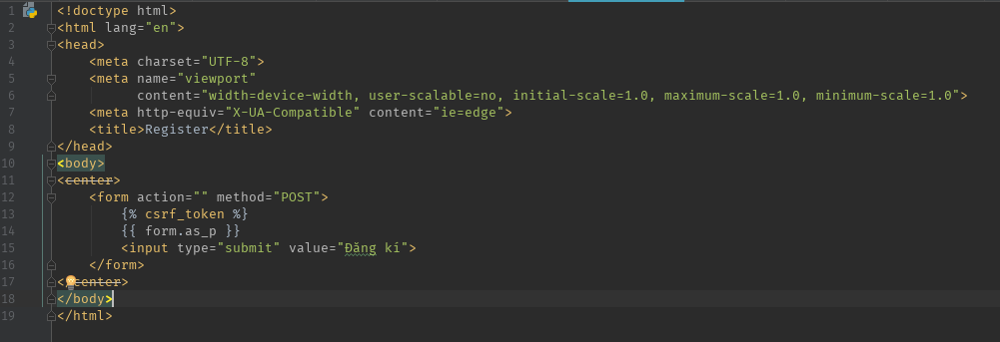 1 <!doctype html>
2 <html lang="en">
3 <head>
4 <meta charset="UTF-8">
5 <meta name="viewport"
6 content="width=device-width, user-scalable=no, initial-scale=1.0, maximum-scale=1.0, minimum-scale=1.0">
7 <meta http-equiv="X-UA-Compatible" content="ie=edge">
8 <title>Register</title>
9 </head>
10 <body>
11 <center>
12 <form action="" method="POST">
13 {% csrf_token %}
14 {{ form.as_p }}
15 <input type="submit" value="Đăng kí">
16 </form>
17 </center>
18 </body>
19 </html>